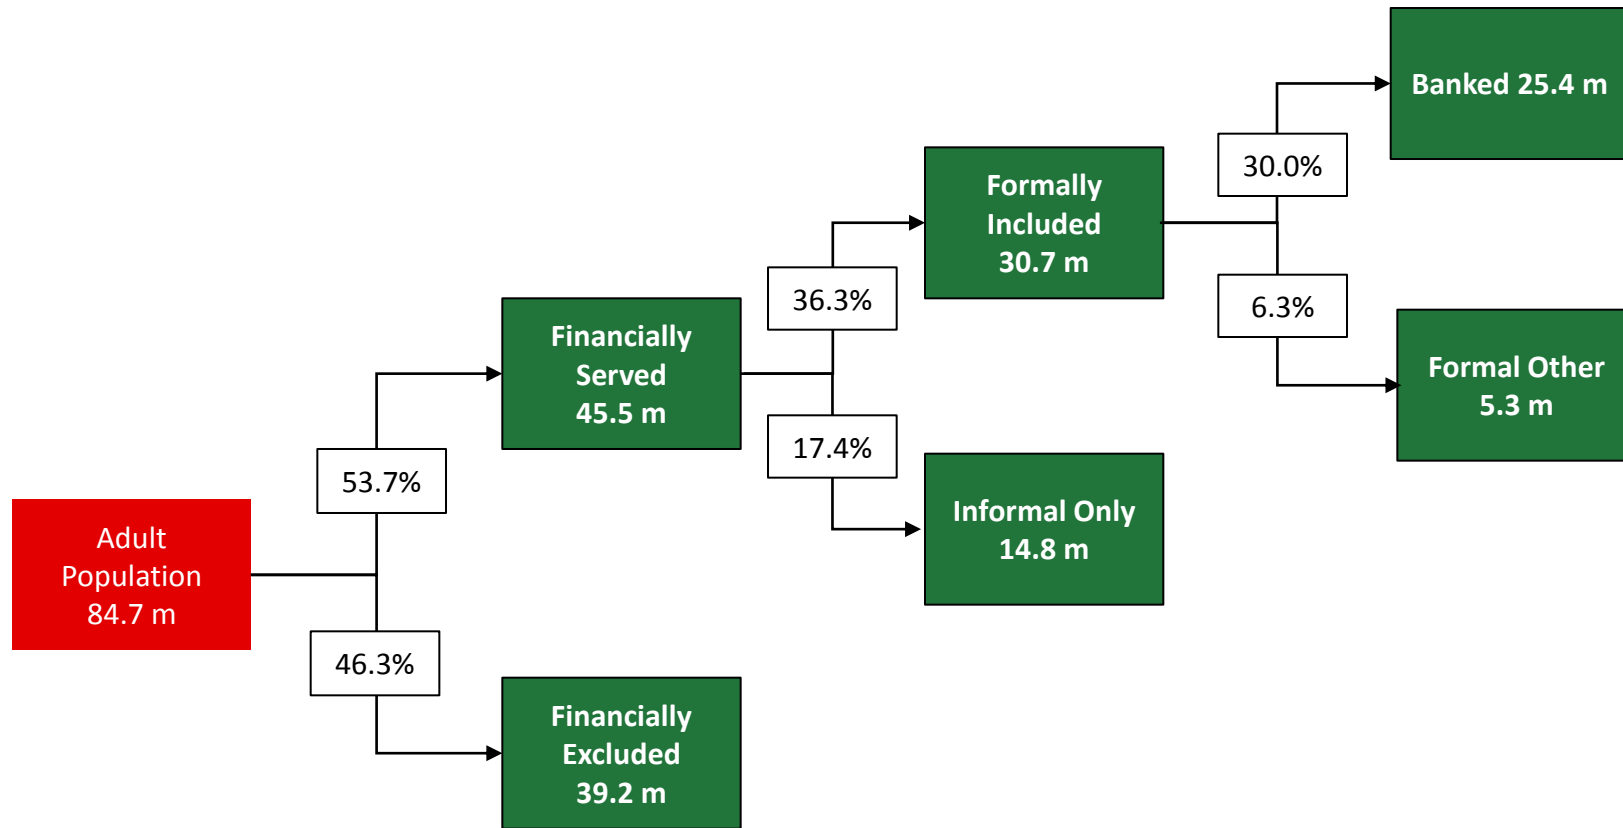 Banked 25.4 m
30.0%
Formally
Included
30.7 m
36.3%
6.3%
Financially
Served
45.5 m
Formal Other
5.3 m
17.4%
53.7%
Informal Only
14.8 m
Adult
Population
84.7 m
46.3%
Financially
Excluded
39.2 m